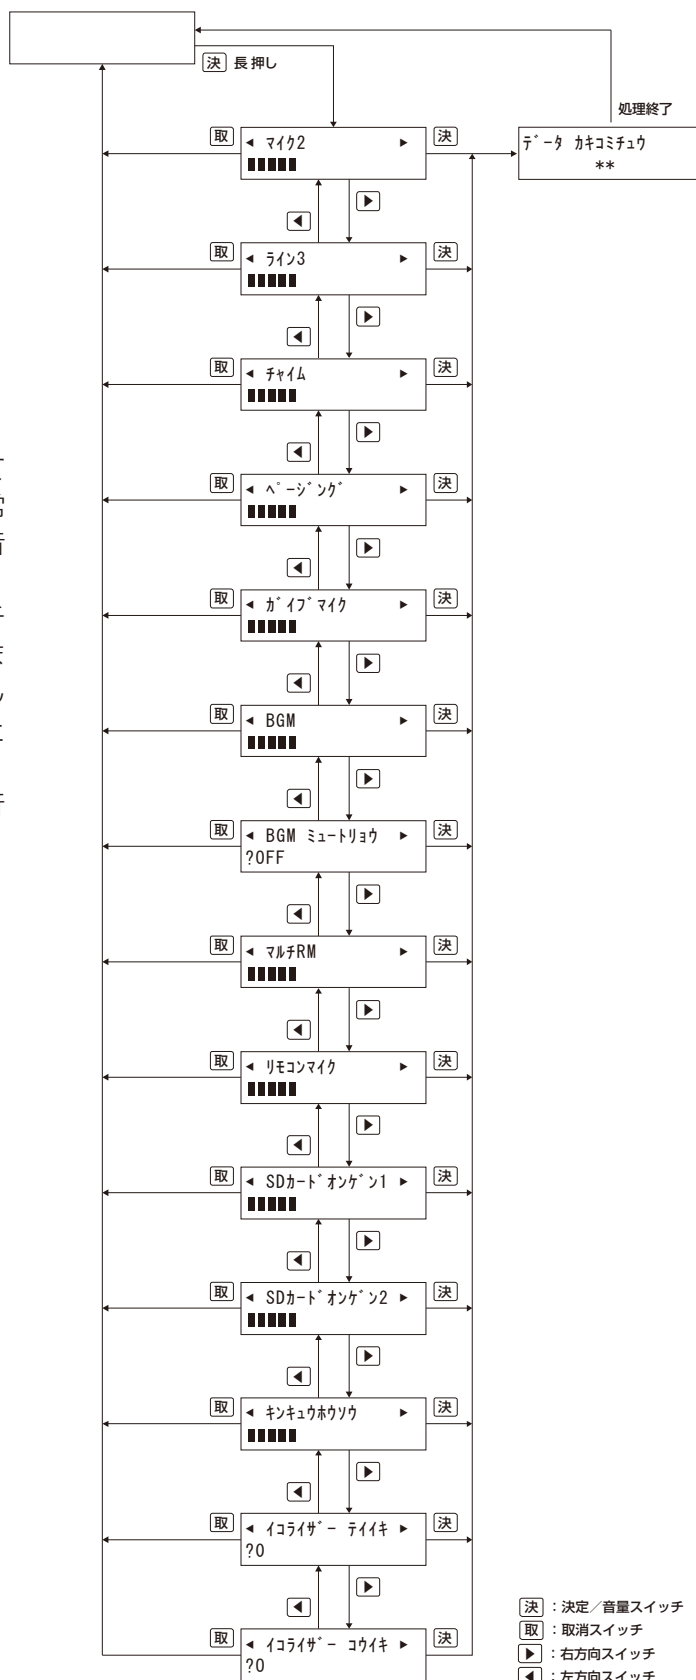 決 長押し
処理終了
取 ◀ マイク2 ▶ 決
データ カキコミチュウ
**
▶
◀
取 ◀ ライン3 ▶ 決
▶
◀
取 ◀ チャイム ▶ 決
▶
◀
取 ◀ ページング 決
▶
◀
取 ◀ ガイブマイク ▶ 決
▶
◀
取 ◀ BGM ▶ 決
▶
◀
取 ◀ BGM ミュートリョウ ▶ 決
?OFF
▶
◀
取 ◀ マルチRM ▶ 決
▶
◀
取 ◀ リモコンマイク ▶ 決
▶
◀
取 ◀ SDカードオンゲン1 ▶ 決
▶
◀
取 ◀ SDカードオンゲン2 ▶ 決
▶
◀
取 ◀ キンキュウホウソウ ▶ 決
▶
◀
取 ◀ イコライザー テイイキ ▶ 決
?0
▶
◀
取 ◀ イコライザー コウイキ ▶ 決
?0
決:決定/音量スイッチ
取:取消スイッチ
▶:右方向スイッチ
◀:左方向スイッチ